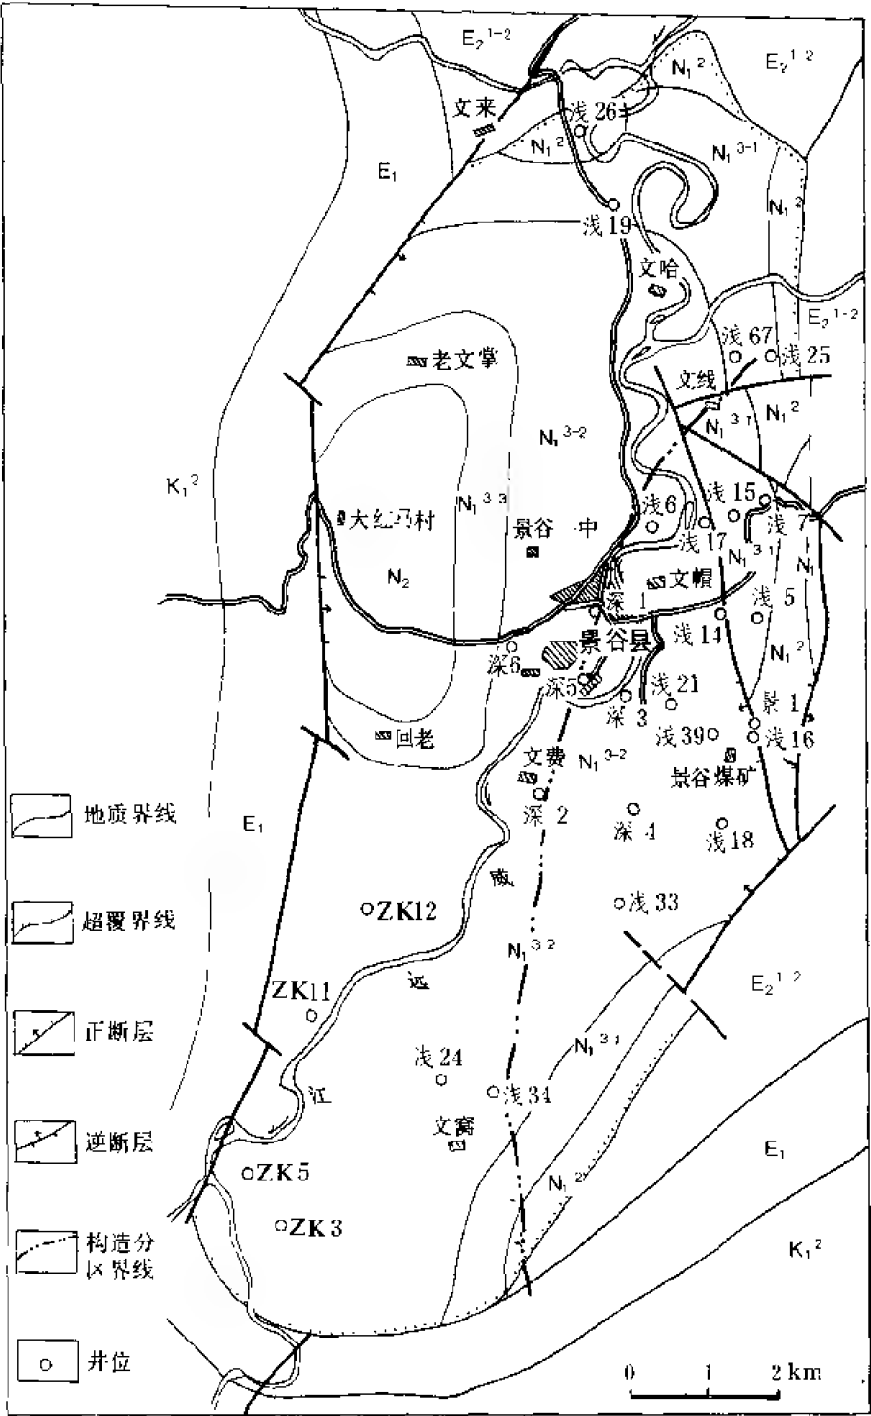 E₂¹⁻²
E₂¹⁻²
N₁²
文来
浅26
N₁²
N₁³⁻¹
E₁
N₁²
浅19
文哈
E₂¹⁻²
浅67
浅25
老文掌
文线
N₁³⁻¹
N₁²
N₁³⁻²
K₁²
N₁³⁻³
大红马村
景谷 中
浅6
浅15
浅7
浅17
N₁³⁻¹
N₁
N₂
文帽
深1
浅5
浅14
景谷县
N₁²
深6
深5
深3
浅21
景1
回老
浅39
浅16
文费
N₁³⁻²
景谷煤矿
地质界线
E₁
深2
深4
浅18
威
超覆界线
ZK12
浅33
N₁³⁻²
远
E₂¹⁻²
ZK11
正断层
N₁³⁻¹
浅24
江
浅34
逆断层
文窝
E₁
ZK5
N₁²
ZK3
构造分
区界线
K₁²
井位
0 1 2 km